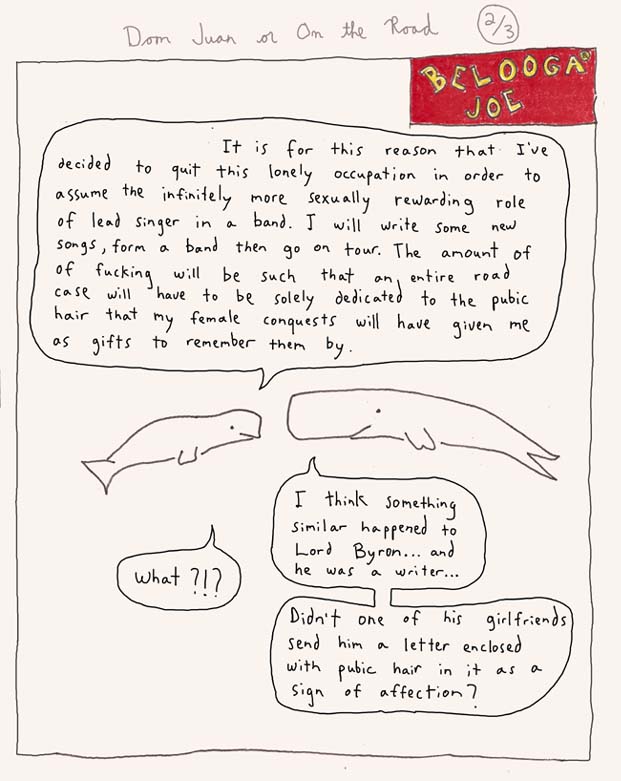 Dom Juan or On the Road 2/3
BELOOGA
JOE
It is for this reason that I've
decided to quit this lonely occupation in order to
assume the infinitely more sexually rewarding role
of lead singer in a band. I will write some new
songs, form a band then go on tour. The amount of
of fucking will be such that an entire road
case will have to be solely dedicated to the pubic
hair that my female conquests will have given me
as gifts to remember them by.
I think something
similar happened to
Lord Byron... and
he was a writer...
What ?!?
Didn't one of his girlfriends
send him a letter enclosed
with pubic hair in it as a
sign of affection?